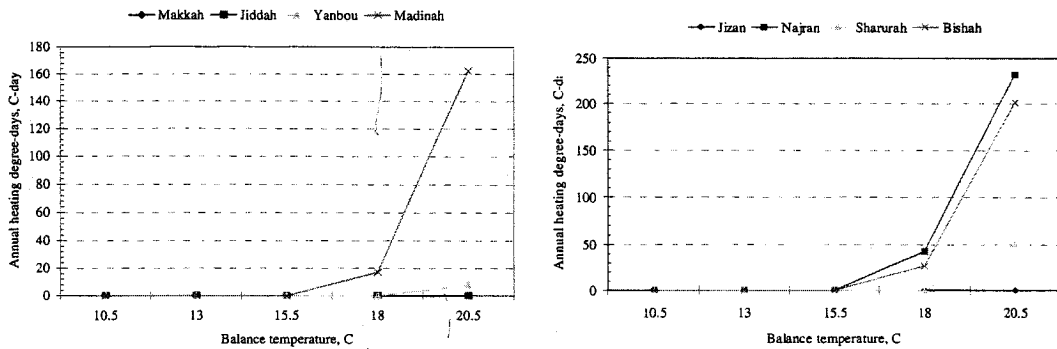 Makkah Jiddah Yanbou Madinah
Annual heating degree-days, C-day
180
160
140
120
100
80
60
40
20
0
10.5 13 15.5 18 20.5
Balance temperature, C
Jizan Najran Sharurah Bishah
Annual heating degree-days, C-d
250
200
150
100
50
0
10.5 13 15.5 18 20.5
Balance temperature, C